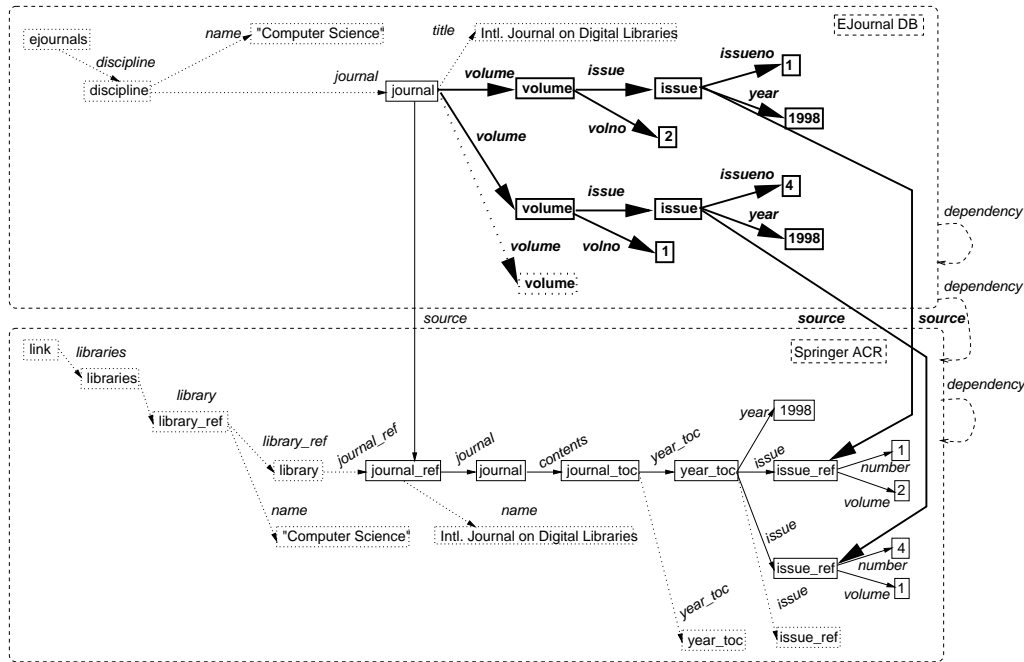 EJournal DB
ejournals
discipline
discipline
name
"Computer Science"
journal
journal
title
Intl. Journal on Digital Libraries
volume
volume
issue
issue
issueno
1
year
1998
volno
2
volume
volume
issue
issue
issueno
4
year
1998
volno
1
volume
volume
dependency
dependency
dependency
source
source
source
Springer ACR
link
libraries
libraries
library
library_ref
library_ref
library
name
"Computer Science"
journal_ref
journal_ref
name
Intl. Journal on Digital Libraries
journal
journal
contents
journal_toc
year_toc
year_toc
year
1998
issue
issue_ref
1
number
2
volume
issue
issue_ref
4
number
1
volume
year_toc
year_toc
issue
issue_ref